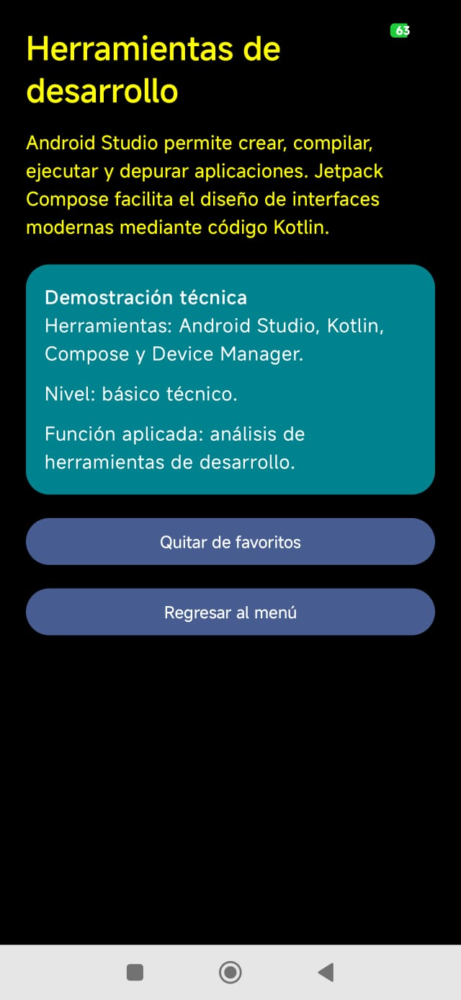 63
Herramientas de
desarrollo
Android Studio permite crear, compilar,
ejecutar y depurar aplicaciones. Jetpack
Compose facilita el diseño de interfaces
modernas mediante código Kotlin.
Demostración técnica
Herramientas: Android Studio, Kotlin,
Compose y Device Manager.
Nivel: básico técnico.
Función aplicada: análisis de
herramientas de desarrollo.
Quitar de favoritos
Regresar al menú